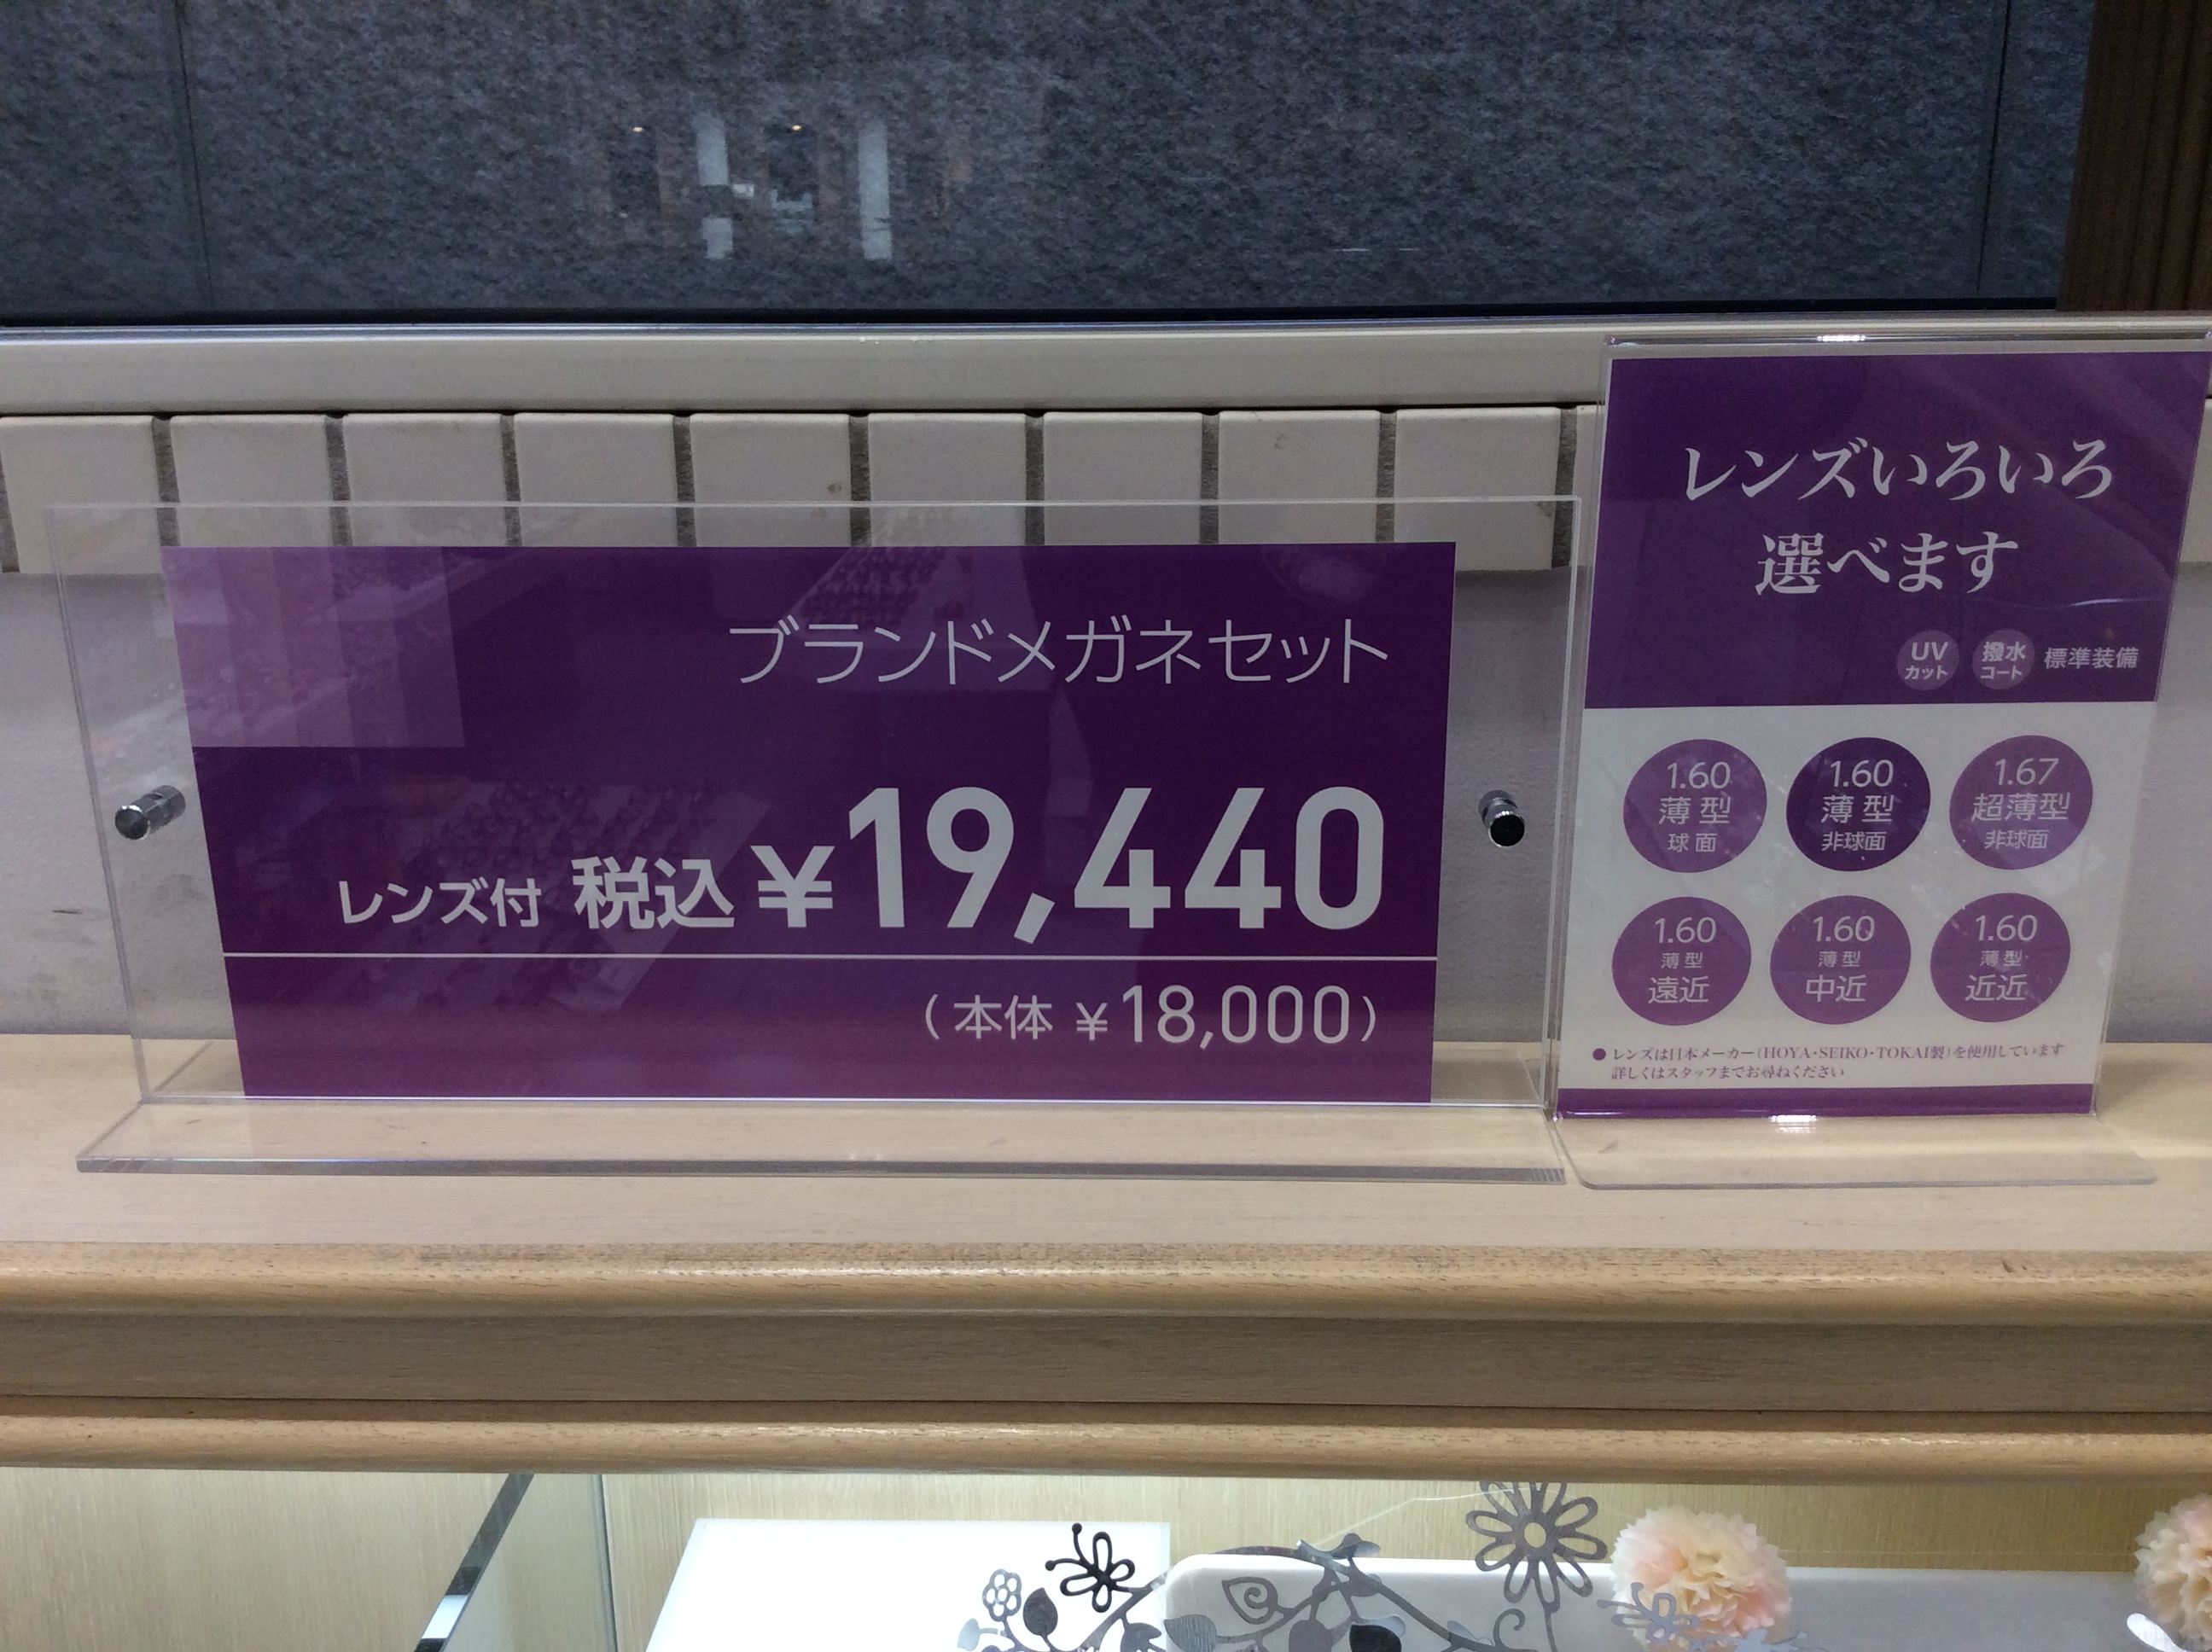 ブランドメガネセット
レンズ付 税込 ¥19,440
(本体 ¥18,000)
レンズいろいろ
選べます
UV
カット
撥水
コート
標準装備
1.60
薄型
球面
1.60
薄型
非球面
1.67
超薄型
非球面
1.60
薄型
遠近
1.60
薄型
中近
1.60
薄型
近近
●レンズは日本メーカー(HOYA・SEIKO・TOKAI製)を使用しています
詳しくはスタッフまでお尋ねください